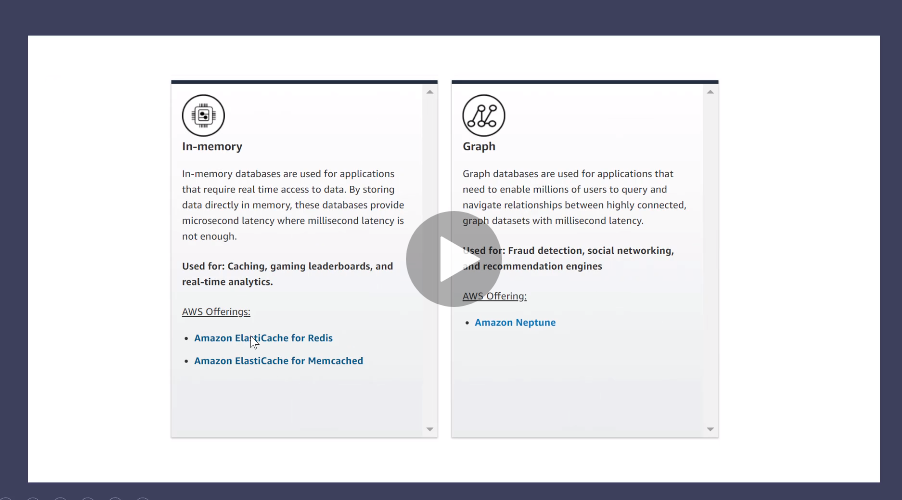 In-memory
In-memory databases are used for applications
that require real time access to data. By storing
data directly in memory, these databases provide
microsecond latency where millisecond latency is
not enough.
Used for: Caching, gaming leaderboards, and
real-time analytics.
AWS Offerings:
• Amazon ElastiCache for Redis
• Amazon ElastiCache for Memcached
Graph
Graph databases are used for applications that
need to enable millions of users to query and
navigate relationships between highly connected,
graph datasets with millisecond latency.
Used for: Fraud detection, social networking,
and recommendation engines
AWS Offering:
• Amazon Neptune